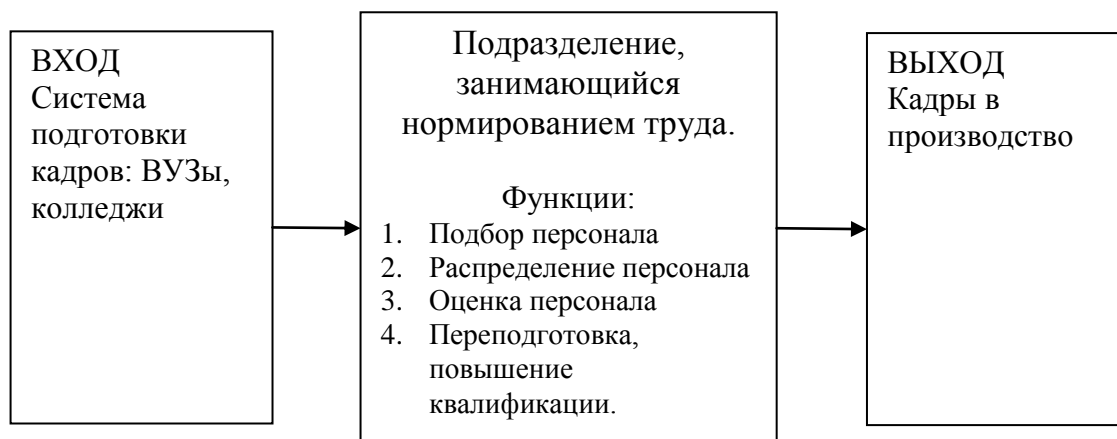 ВХОД
Система
подготовки
кадров: ВУЗы,
колледжи
Подразделение,
занимающийся
нормированием труда.
Функции:
1. Подбор персонала
2. Распределение персонала
3. Оценка персонала
4. Переподготовка,
повышение
квалификации.
ВЫХОД
Кадры в
производство